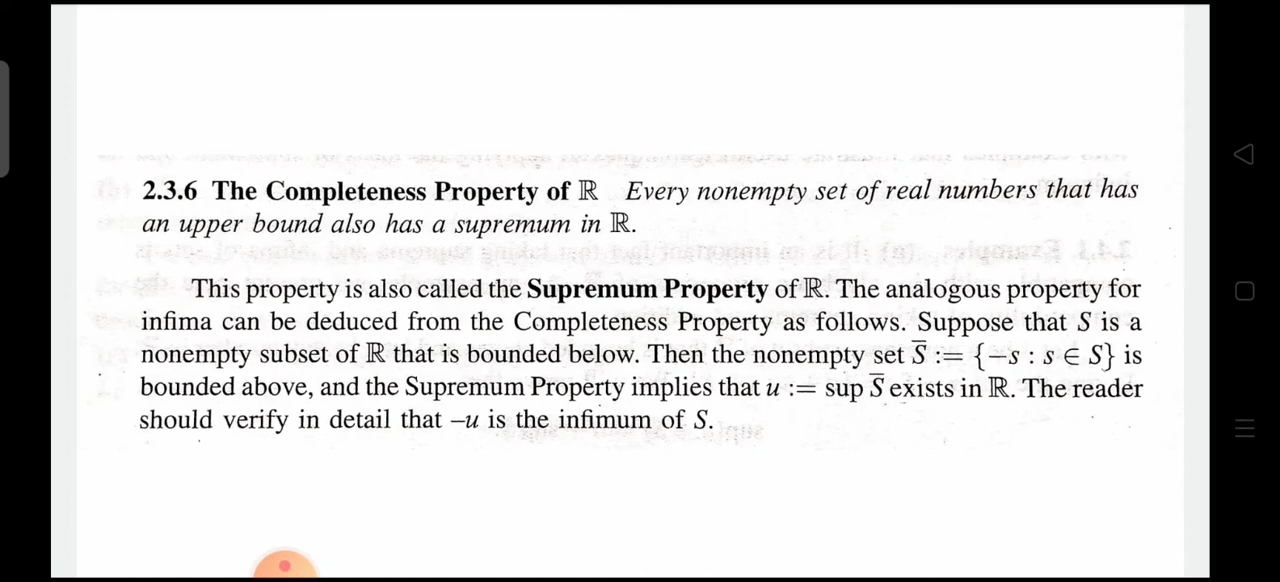 2.3.6 The Completeness Property of ℝ Every nonempty set of real numbers that has
an upper bound also has a supremum in ℝ.
This property is also called the Supremum Property of ℝ. The analogous property for
infima can be deduced from the Completeness Property as follows. Suppose that S is a
nonempty subset of ℝ that is bounded below. Then the nonempty set S̅ := {−s : s ∈ S} is
bounded above, and the Supremum Property implies that u := sup S̅ exists in ℝ. The reader
should verify in detail that −u is the infimum of S.